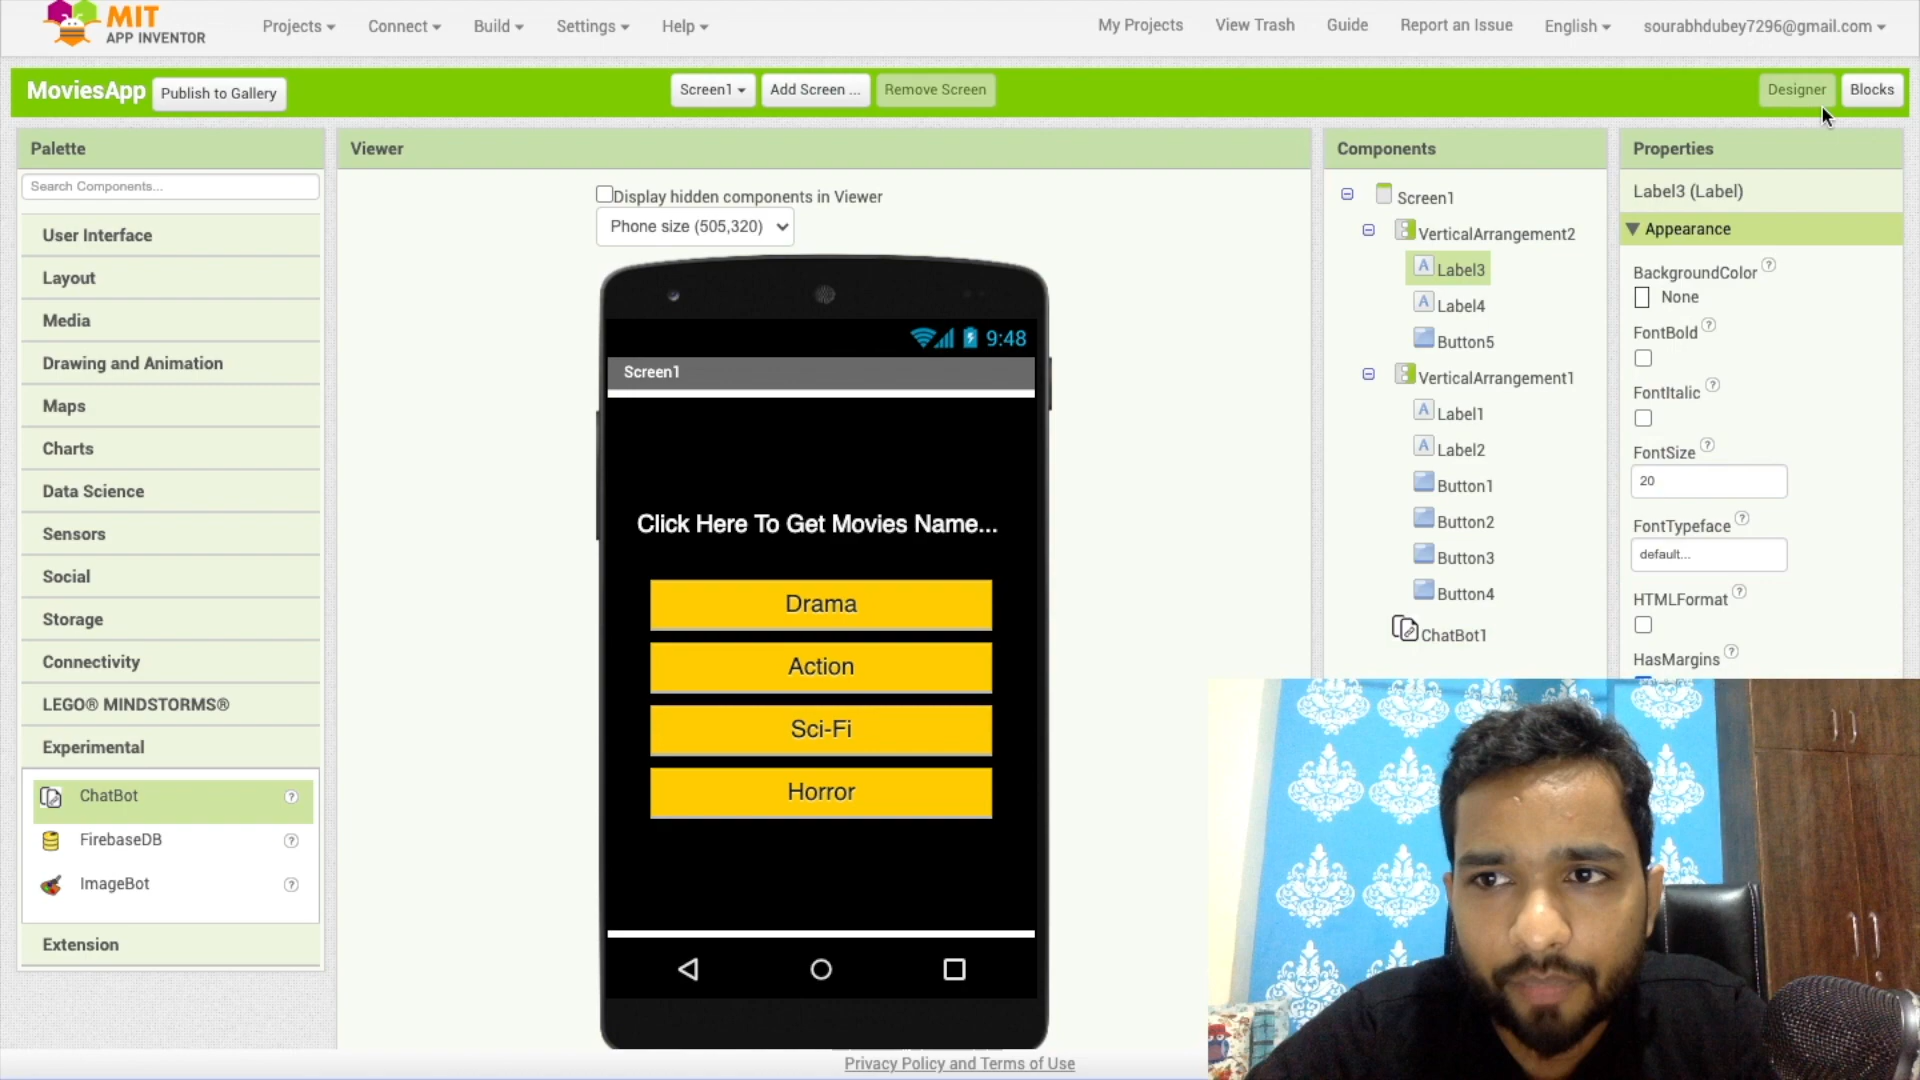 MIT
APP INVENTOR
Projects
Connect
Build
Settings
Help
My Projects
View Trash
Guide
Report an Issue
English
sourabhdubey7296@gmail.com
MoviesApp
Publish to Gallery
Screen1
Add Screen ...
Remove Screen
Designer
Blocks
Palette
Search Components...
User Interface
Layout
Media
Drawing and Animation
Maps
Charts
Data Science
Sensors
Social
Storage
Connectivity
LEGO® MINDSTORMS®
Experimental
ChatBot
?
FirebaseDB
?
ImageBot
?
Extension
Viewer
Display hidden components in Viewer
Phone size (505,320)
9:48
Screen1
Click Here To Get Movies Name...
Drama
Action
Sci-Fi
Horror
Privacy Policy and Terms of Use
Components
Screen1
VerticalArrangement2
A Label3
A Label4
Button5
VerticalArrangement1
A Label1
A Label2
Button1
Button2
Button3
Button4
ChatBot1
Properties
Label3 (Label)
Appearance
BackgroundColor ?
None
FontBold ?
FontItalic ?
FontSize ?
20
FontTypeface ?
default...
HTMLFormat ?
HasMargins ?